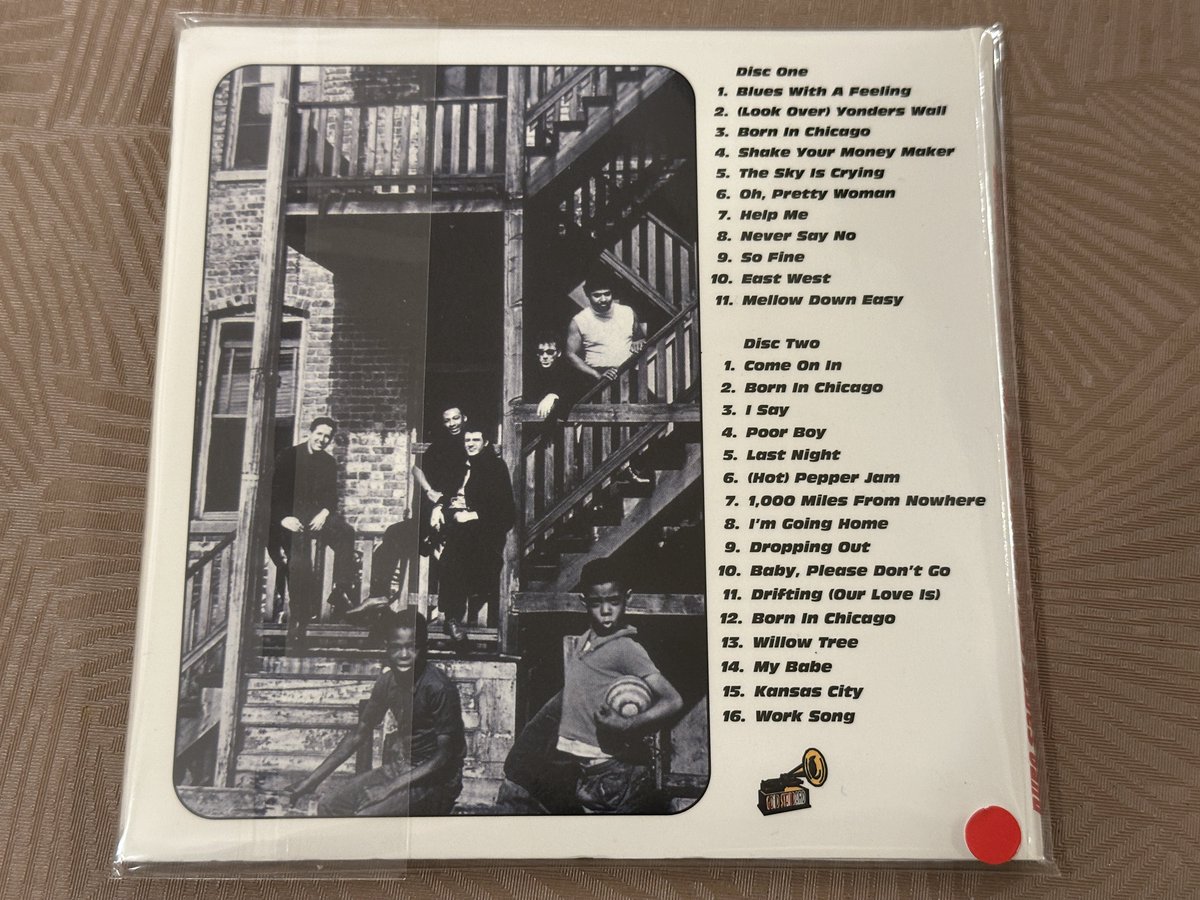 Disc One
1. Blues With A Feeling
2. (Look Over) Yonders Wall
3. Born In Chicago
4. Shake Your Money Maker
5. The Sky Is Crying
6. Oh, Pretty Woman
7. Help Me
8. Never Say No
9. So Fine
10. East West
11. Mellow Down Easy
Disc Two
1. Come On In
2. Born In Chicago
3. I Say
4. Poor Boy
5. Last Night
6. (Hot) Pepper Jam
7. 1,000 Miles From Nowhere
8. I'm Going Home
9. Dropping Out
10. Baby, Please Don't Go
11. Drifting (Our Love Is)
12. Born In Chicago
13. Willow Tree
14. My Babe
15. Kansas City
16. Work Song
GOLD STANDARD